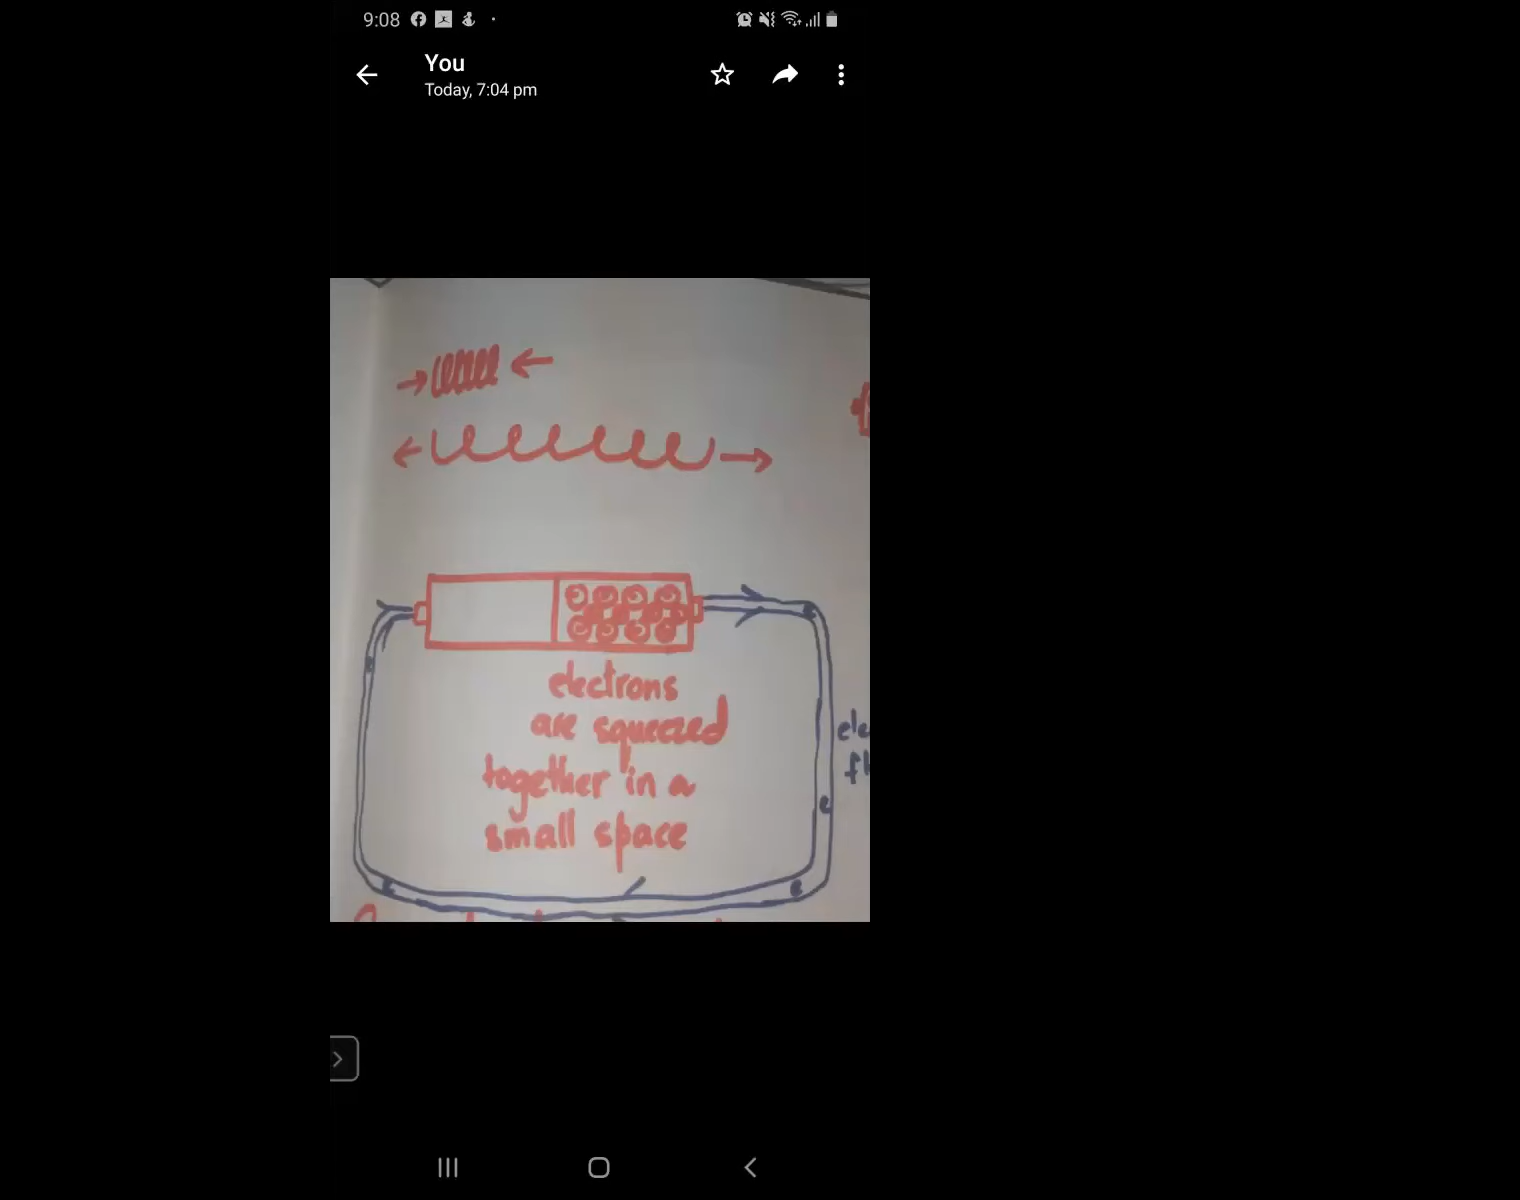 9:08
You
Today, 7:04 pm
electrons
are squeezed
together in a
small space